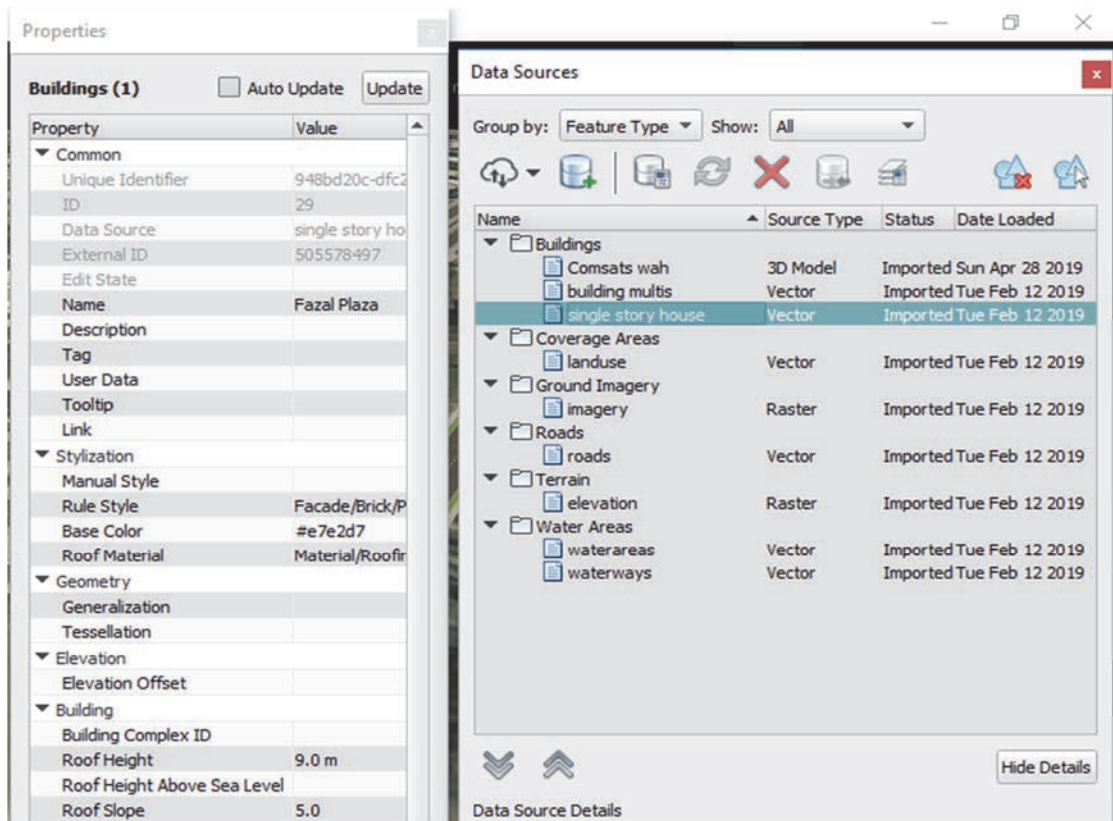 Properties
Buildings (1) Auto Update Update
Property Value
Common
Unique Identifier 948bd20c-dfc2
ID 29
Data Source single story ho
External ID 505578497
Edit State
Name Fazal Plaza
Description
Tag
User Data
Tooltip
Link
Stylization
Manual Style
Rule Style Facade/Brick/P
Base Color #e7e2d7
Roof Material Material/Roofir
Geometry
Generalization
Tessellation
Elevation
Elevation Offset
Building
Building Complex ID
Roof Height 9.0 m
Roof Height Above Sea Level
Roof Slope 5.0
Data Sources
Group by: Feature Type Show: All
Name Source Type Status Date Loaded
Buildings
Comsats wah 3D Model Imported Sun Apr 28 2019
building multis Vector Imported Tue Feb 12 2019
single story house Vector Imported Tue Feb 12 2019
Coverage Areas
landuse Vector Imported Tue Feb 12 2019
Ground Imagery
imagery Raster Imported Tue Feb 12 2019
Roads
roads Vector Imported Tue Feb 12 2019
Terrain
elevation Raster Imported Tue Feb 12 2019
Water Areas
waterareas Vector Imported Tue Feb 12 2019
waterways Vector Imported Tue Feb 12 2019
Hide Details
Data Source Details